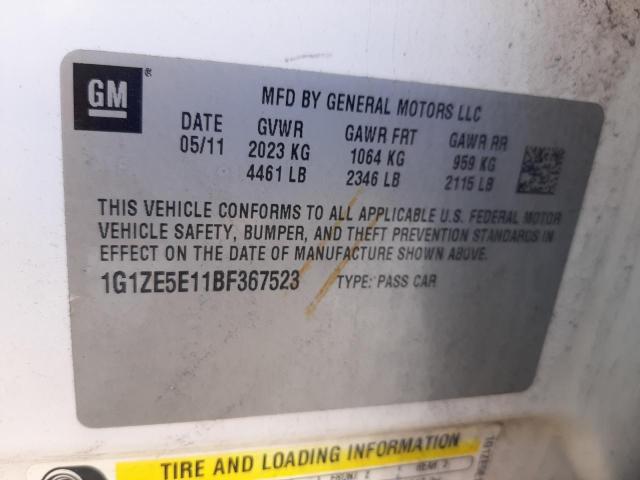 GM ®
MFD BY GENERAL MOTORS LLC
DATE GVWR GAWR FRT GAWR RR
05/11 2023 KG 1064 KG 959 KG
4461 LB 2346 LB 2115 LB
THIS VEHICLE CONFORMS TO ALL APPLICABLE U.S. FEDERAL MOTOR
VEHICLE SAFETY, BUMPER, AND THEFT PREVENTION STANDARDS IN
EFFECT ON THE DATE OF MANUFACTURE SHOWN ABOVE.
1G1ZE5E11BF367523 TYPE: PASS CAR
TIRE AND LOADING INFORMATION